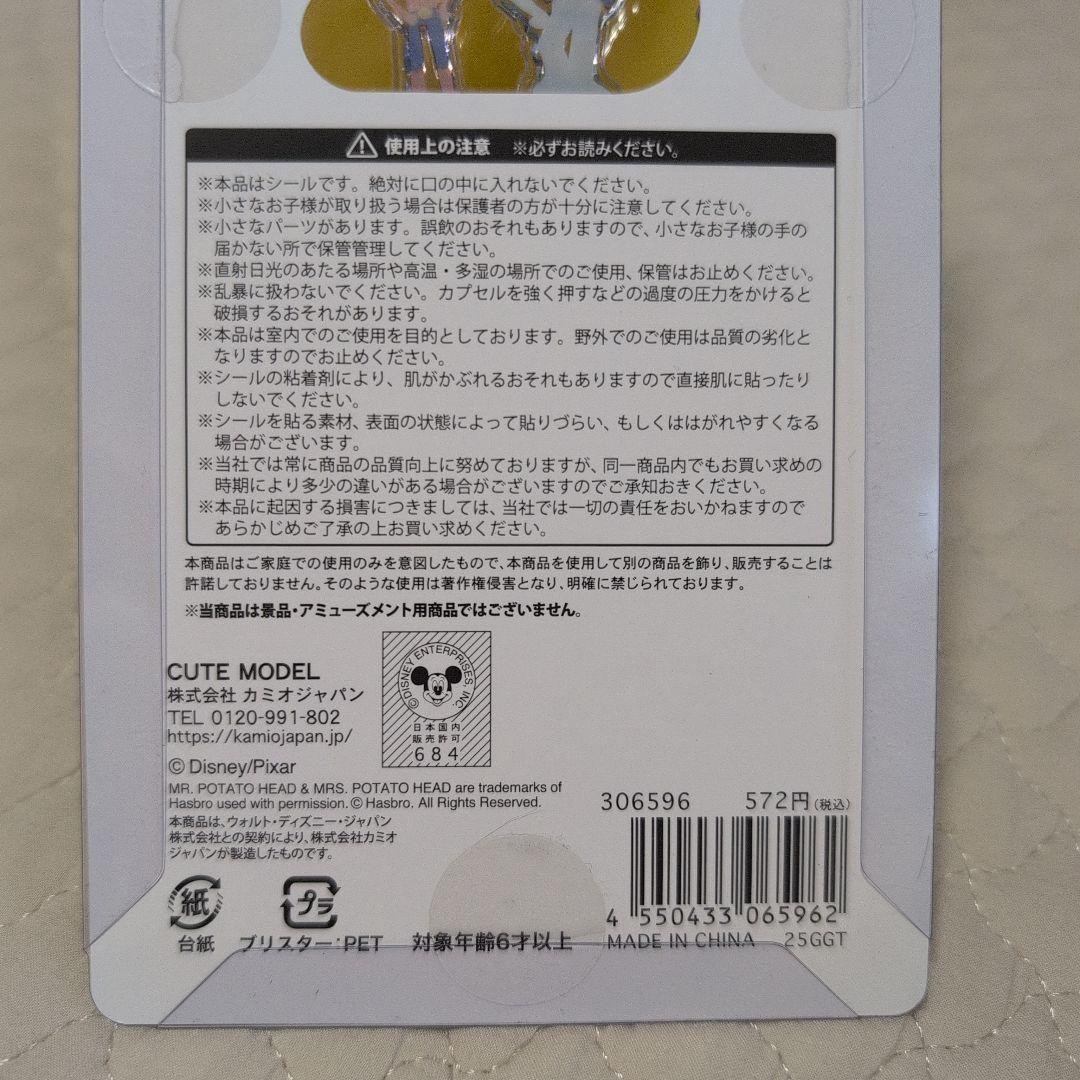 ⚠ 使用上の注意 ※必ずお読みください。
※本品はシールです。絶対に口の中に入れないでください。
※小さなお子様が取り扱う場合は保護者の方が十分に注意してください。
※小さなパーツがあります。誤飲のおそれもありますので、小さなお子様の手の
届かない所で保管管理してください。
※直射日光のあたる場所や高温・多湿の場所でのご使用、保管はお止めください。
※乱暴に扱わないでください。カプセルを強く押すなどの過度の圧力をかけると
破損するおそれがあります。
※本品は室内でのご使用を目的としております。野外でのご使用は品質の劣化と
なりますのでお止めください。
※シールの粘着剤により、肌がかぶれるおそれもありますので直接肌に貼ったり
しないでください。
※シールを貼る素材、表面の状態によって貼りづらい、もしくははがれやすくなる
場合がございます。
※当社では常に商品の品質向上に努めておりますが、同一商品内でもお買い求めの
時期により多少の違いがある場合がございますのでご承知おきください。
※本品に起因する損害につきましては、当社では一切の責任をおいかねますので
あらかじめご了承の上お買い求めください。
本商品はご家庭での使用のみを意図したもので、本商品を使用して別の商品を飾り、販売することは
許諾しておりません。そのような使用は著作権侵害となり、明確に禁じられております。
※当商品は景品・アミューズメント用商品ではございません。
CUTE MODEL
株式会社 カミオジャパン
TEL 0120-991-802
https://kamiojapan.jp/
©DISNEY ENTERPRISES, INC.
日本国内
販売許可
684
©Disney/Pixar
MR. POTATO HEAD & MRS. POTATO HEAD are trademarks of
Hasbro used with permission. © Hasbro. All Rights Reserved.
本商品は、ウォルト・ディズニー・ジャパン
株式会社との契約により、株式会社カミオ
ジャパンが製造したものです。
306596 572円(税込)
4 550433 065962
紙
台紙
プラ
ブリスター:PET
対象年齢6才以上
MADE IN CHINA 25GGT